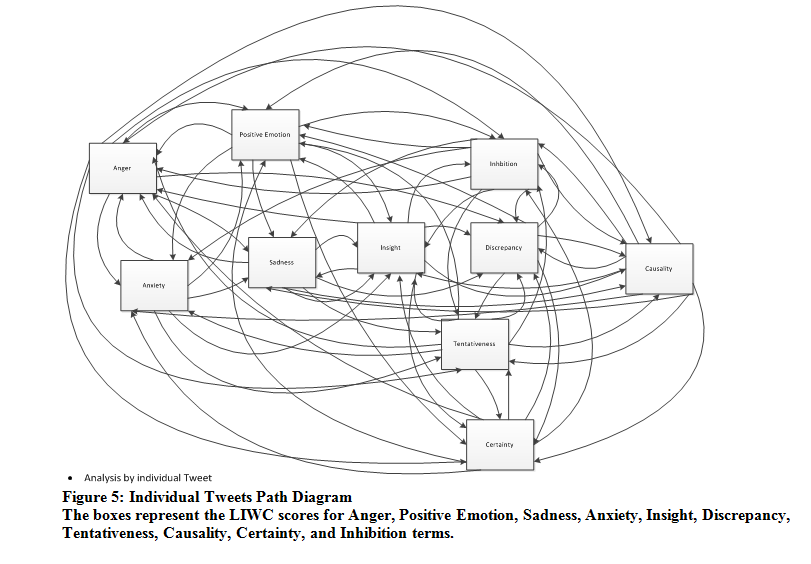 Positive Emotion
Anger
Inhbition
Insight
Discrepancy
Sadness
Causality
Anxiety
Tentativeness
Certainty
• Analysis by individual Tweet
Figure 5: Individual Tweets Path Diagram
The boxes represent the LIWC scores for Anger, Positive Emotion, Sadness, Anxiety, Insight, Discrepancy,
Tentativeness, Causality, Certainty, and Inhibition terms.